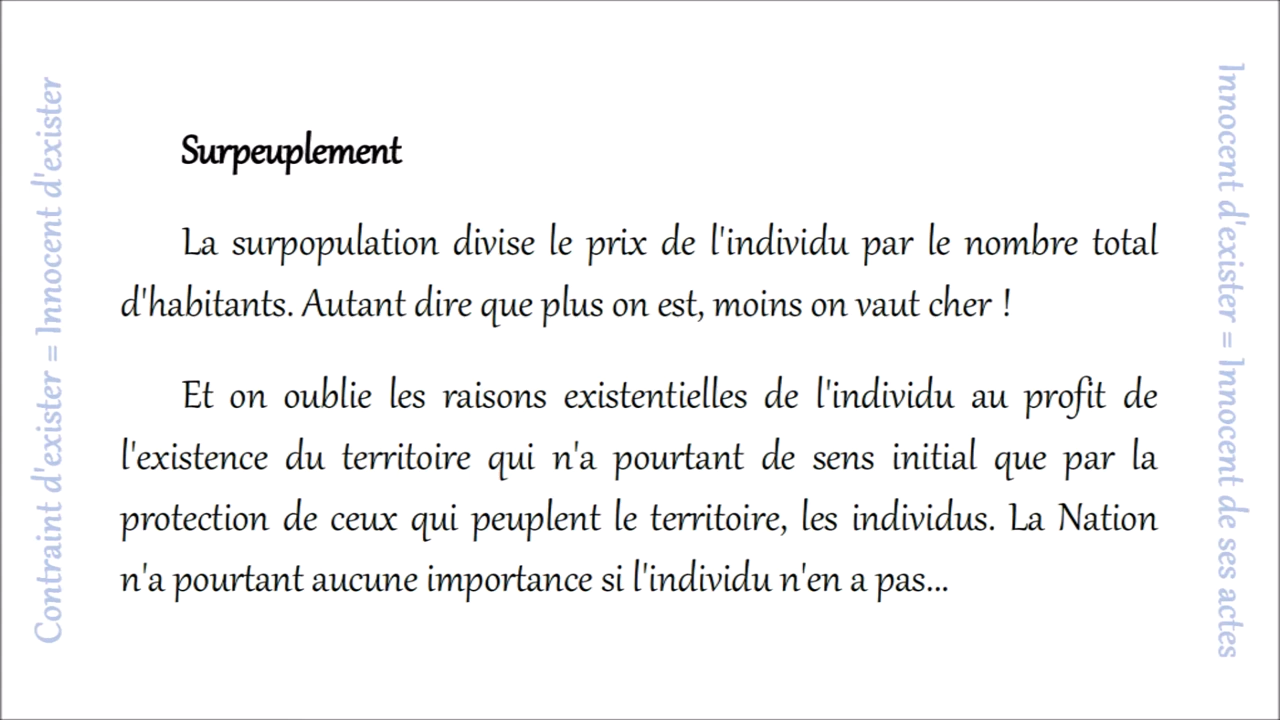 Contraint d'exister = Innocent d'exister
Surpeuplement
La surpopulation divise le prix de l'individu par le nombre total
d'habitants. Autant dire que plus on est, moins on vaut cher !
Et on oublie les raisons existentielles de l'individu au profit de
l'existence du territoire qui n'a pourtant de sens initial que par la
protection de ceux qui peuplent le territoire, les individus. La Nation
n'a pourtant aucune importance si l'individu n'en a pas...
Innocent d'exister = Innocent de ses actes